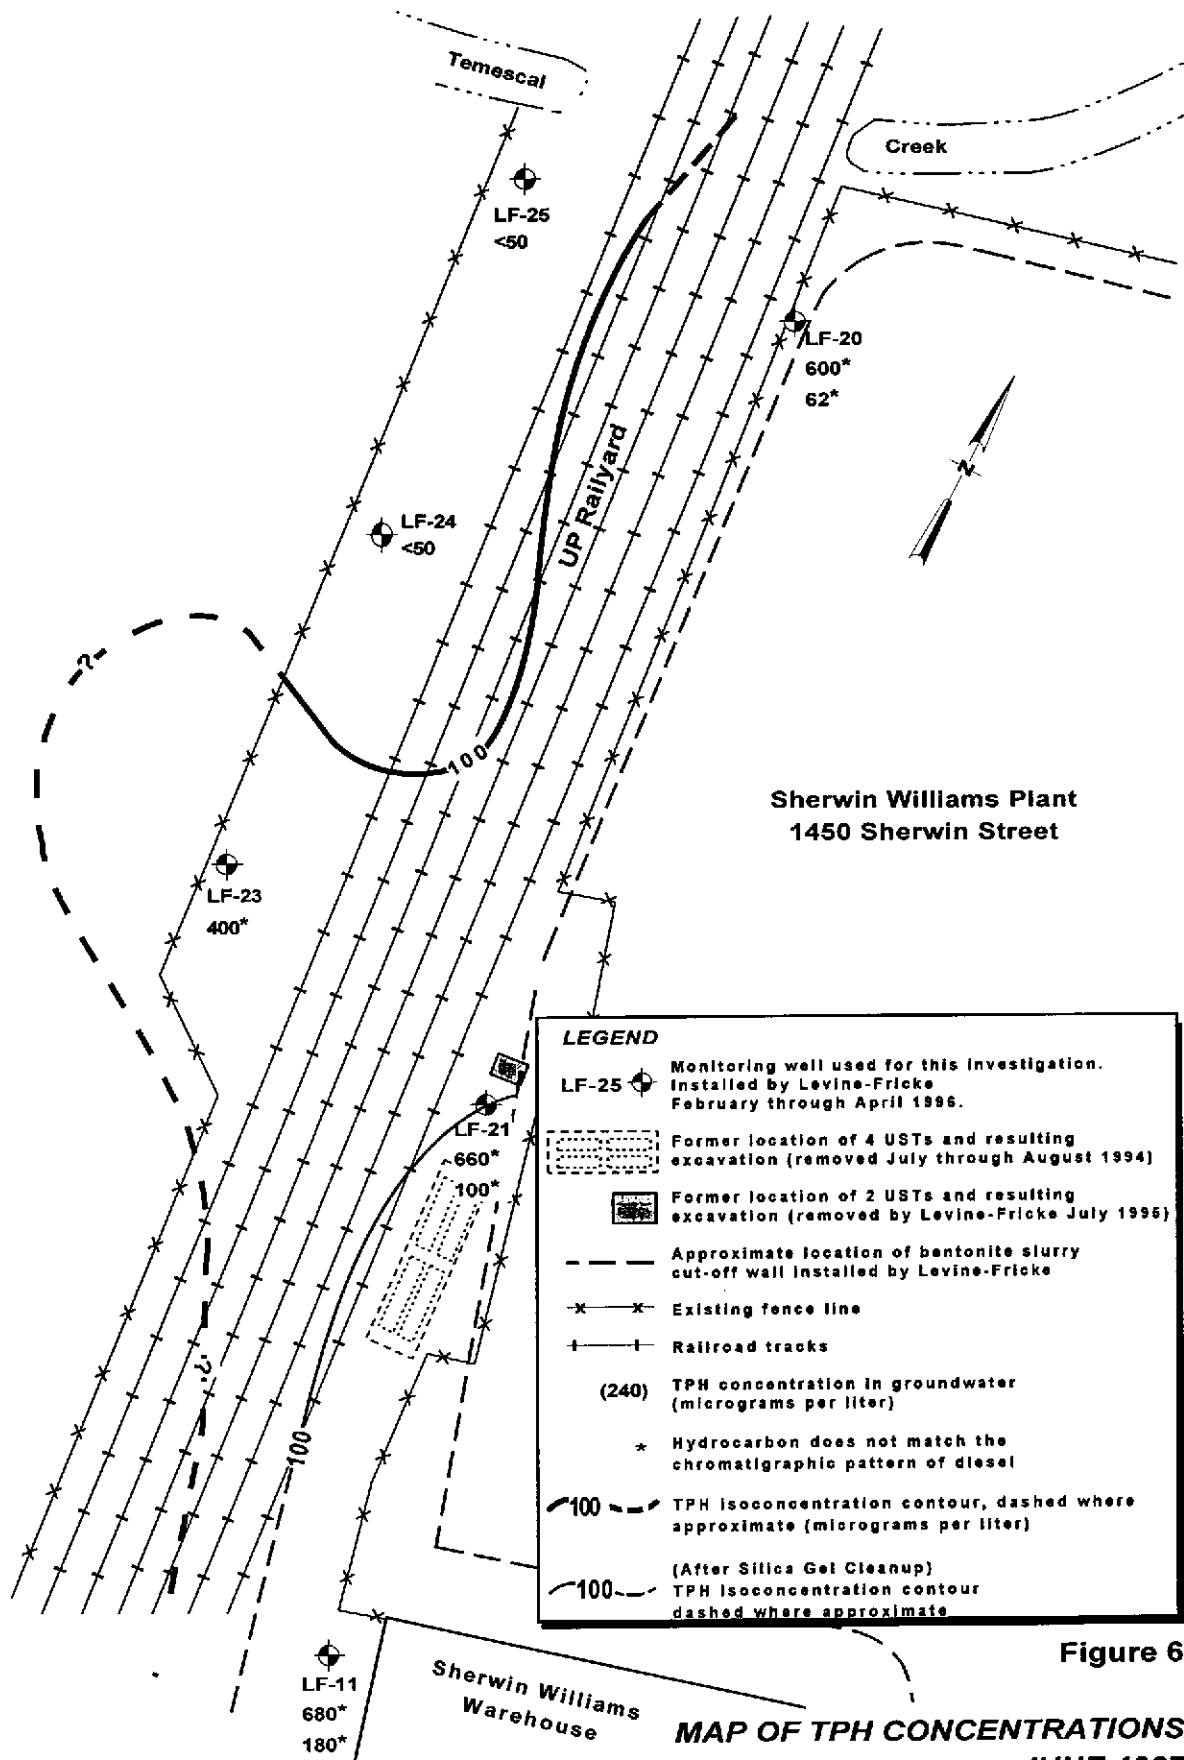 Temescal
Creek
LF-25
<50
LF-20
600*
62*
N
UP Railyard
LF-24
<50
?
100
Sherwin Williams Plant
1450 Sherwin Street
LF-23
400*
LF-21
660*
100*
?
100
LEGEND
LF-25
Monitoring well used for this investigation.
Installed by Levine-Fricke
February through April 1996.
Former location of 4 USTs and resulting
excavation (removed July through August 1994)
Former location of 2 USTs and resulting
excavation (removed by Levine-Fricke July 1995)
Approximate location of bentonite slurry
cut-off wall installed by Levine-Fricke
Existing fence line
Railroad tracks
(240)
TPH concentration in groundwater
(micrograms per liter)
*
Hydrocarbon does not match the
chromatigraphic pattern of diesel
100
TPH isoconcentration contour, dashed where
approximate (micrograms per liter)
100
(After Silica Gel Cleanup)
TPH isoconcentration contour
dashed where approximate
LF-11
680*
180*
Sherwin Williams
Warehouse
Figure 6
MAP OF TPH CONCENTRATIONS